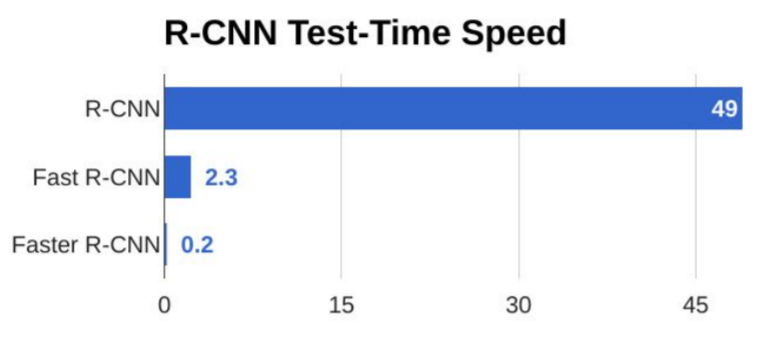 R-CNN Test-Time Speed
R-CNN 49
Fast R-CNN 2.3
Faster R-CNN 0.2
0 15 30 45